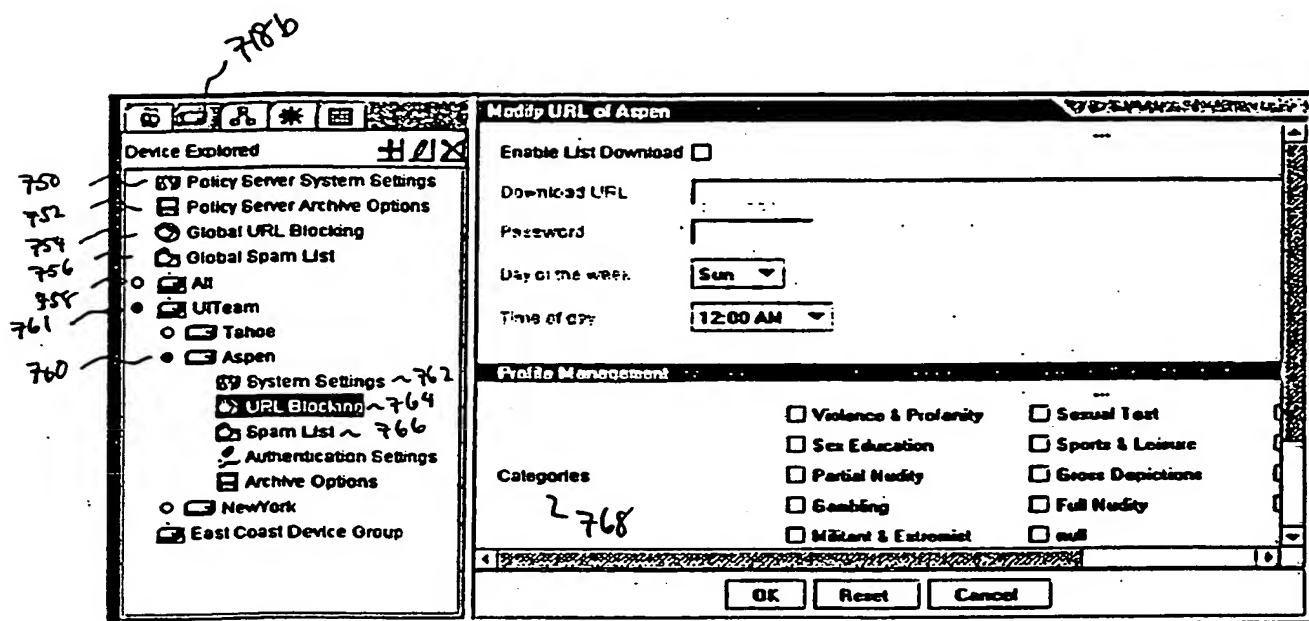 718b
Device Explored
Modify URL of Aspen
750
Policy Server System Settings
752
Policy Server Archive Options
754
Global URL Blocking
756
Global Spam List
958
All
761
UITeam
Tahoe
760
Aspen
System Settings ~ 762
URL Blocking ~ 764
Spam List ~ 766
Authentication Settings
Archive Options
NewYork
East Coast Device Group
Enable List Download
Download URL
Password
Day of the week
Sun
Time of day
12:00 AM
Profile Management
Categories
768
Violence & Profanity
Sexual Text
Sex Education
Sports & Leisure
Partial Nudity
Gross Depictions
Gambling
Full Nudity
Militant & Extremist
null
OK
Reset
Cancel